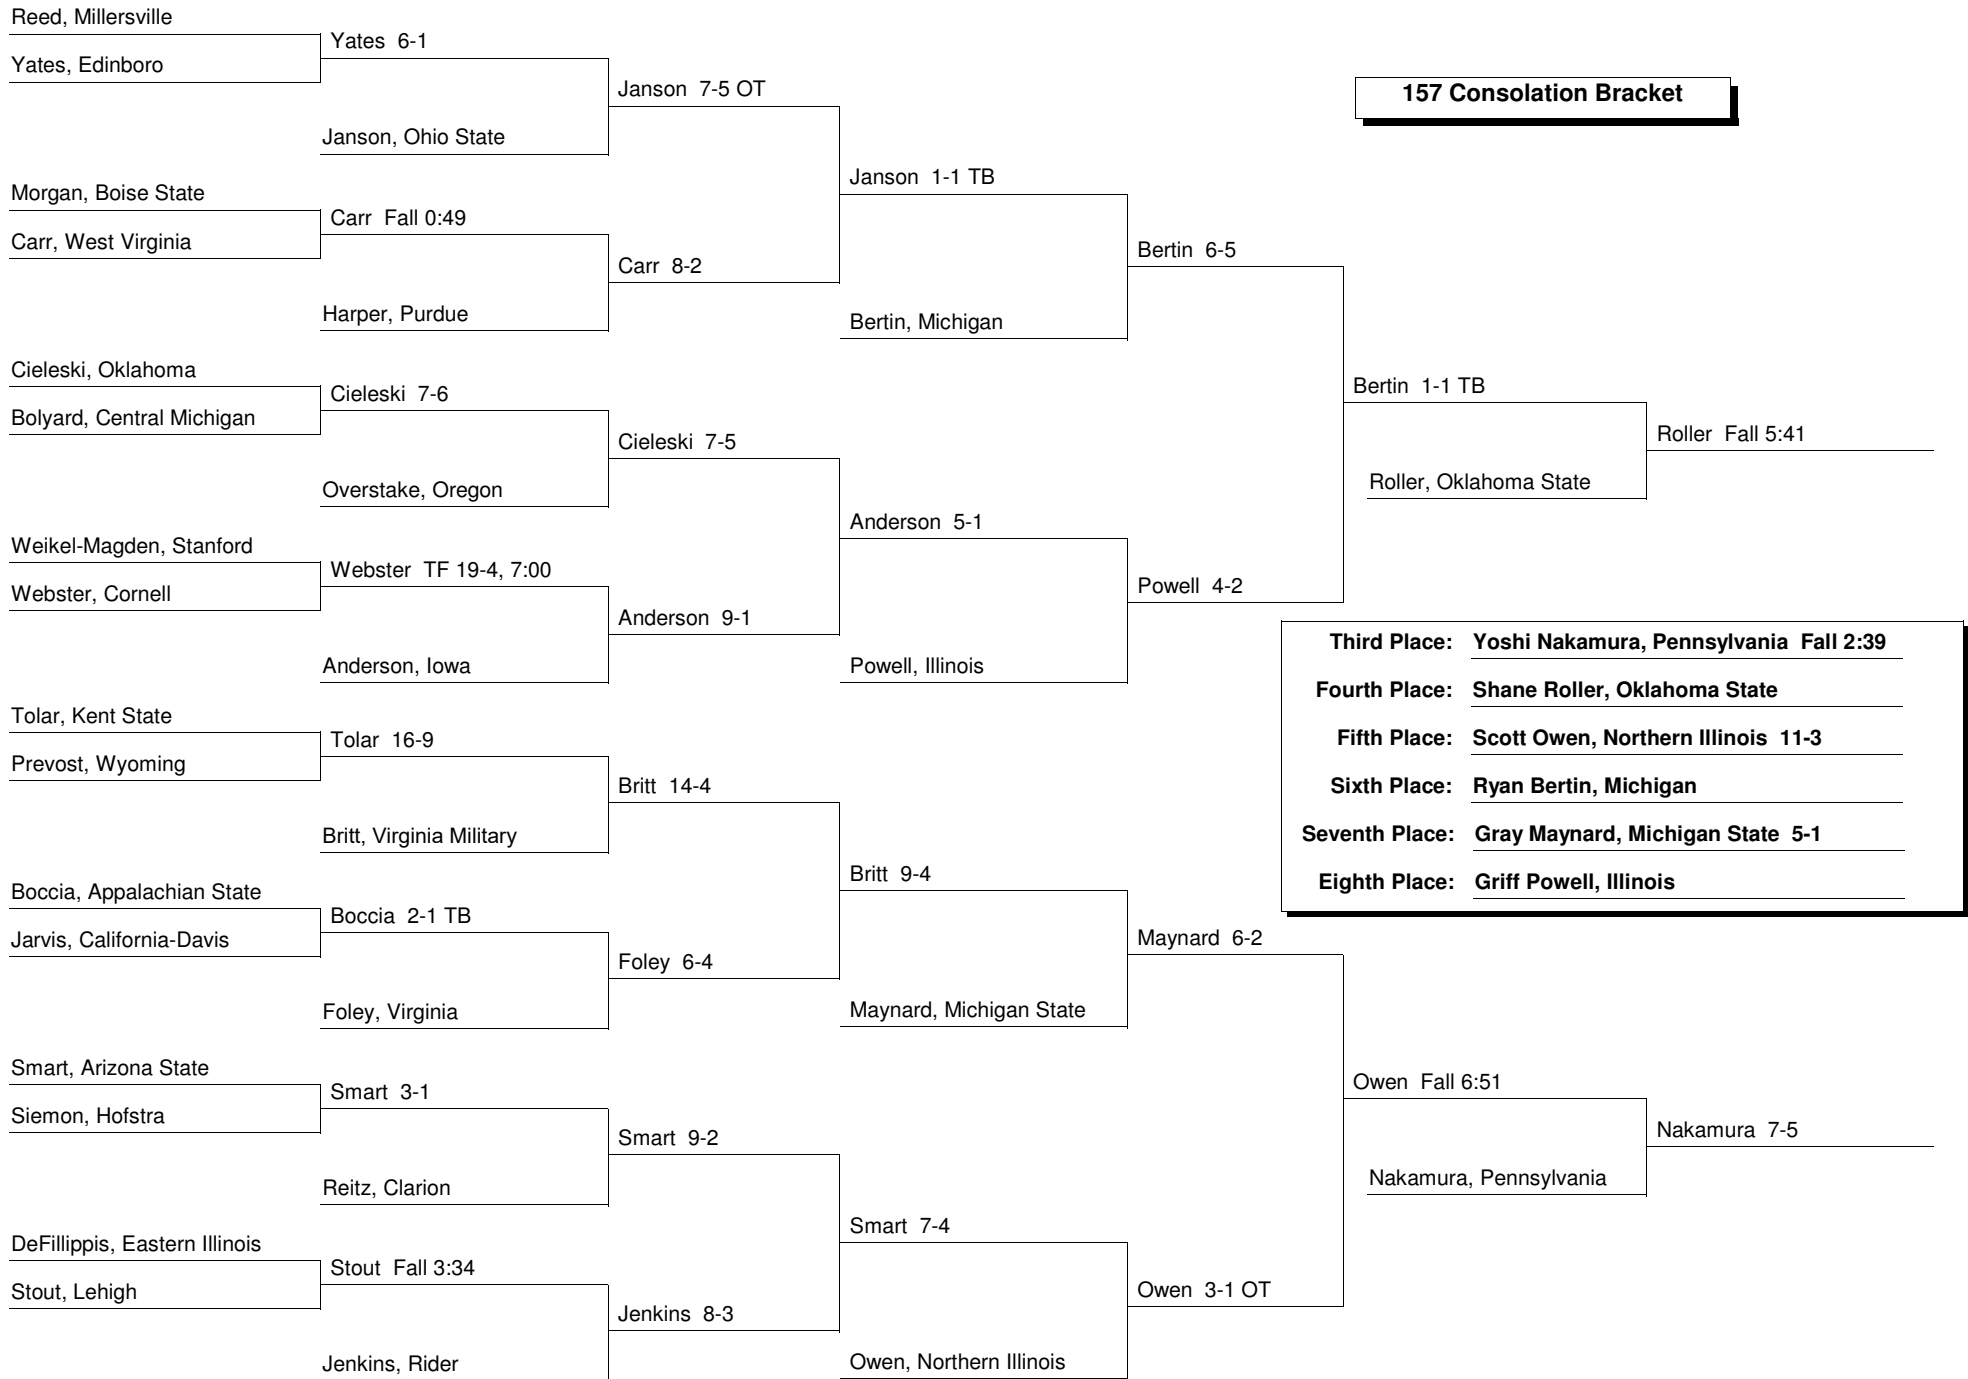 Reed, Millersville
Yates 6-1
Yates, Edinboro
Janson 7-5 OT
157 Consolation Bracket
Janson, Ohio State
Janson 1-1 TB
Morgan, Boise State
Carr Fall 0:49
Carr, West Virginia
Bertin 6-5
Carr 8-2
Harper, Purdue
Bertin, Michigan
Cieleski, Oklahoma
Bertin 1-1 TB
Cieleski 7-6
Bolyard, Central Michigan
Roller Fall 5:41
Cieleski 7-5
Roller, Oklahoma State
Overstake, Oregon
Anderson 5-1
Weikel-Magden, Stanford
Webster TF 19-4, 7:00
Powell 4-2
Webster, Cornell
Anderson 9-1
Third Place: Yoshi Nakamura, Pennsylvania Fall 2:39
Anderson, Iowa
Powell, Illinois
Fourth Place: Shane Roller, Oklahoma State
Tolar, Kent State
Tolar 16-9
Fifth Place: Scott Owen, Northern Illinois 11-3
Prevost, Wyoming
Britt 14-4
Sixth Place: Ryan Bertin, Michigan
Britt, Virginia Military
Seventh Place: Gray Maynard, Michigan State 5-1
Britt 9-4
Eighth Place: Griff Powell, Illinois
Boccia, Appalachian State
Boccia 2-1 TB
Jarvis, California-Davis
Maynard 6-2
Foley 6-4
Foley, Virginia
Maynard, Michigan State
Smart, Arizona State
Owen Fall 6:51
Smart 3-1
Siemon, Hofstra
Nakamura 7-5
Smart 9-2
Nakamura, Pennsylvania
Reitz, Clarion
Smart 7-4
DeFillippis, Eastern Illinois
Stout Fall 3:34
Stout, Lehigh
Owen 3-1 OT
Jenkins 8-3
Jenkins, Rider
Owen, Northern Illinois